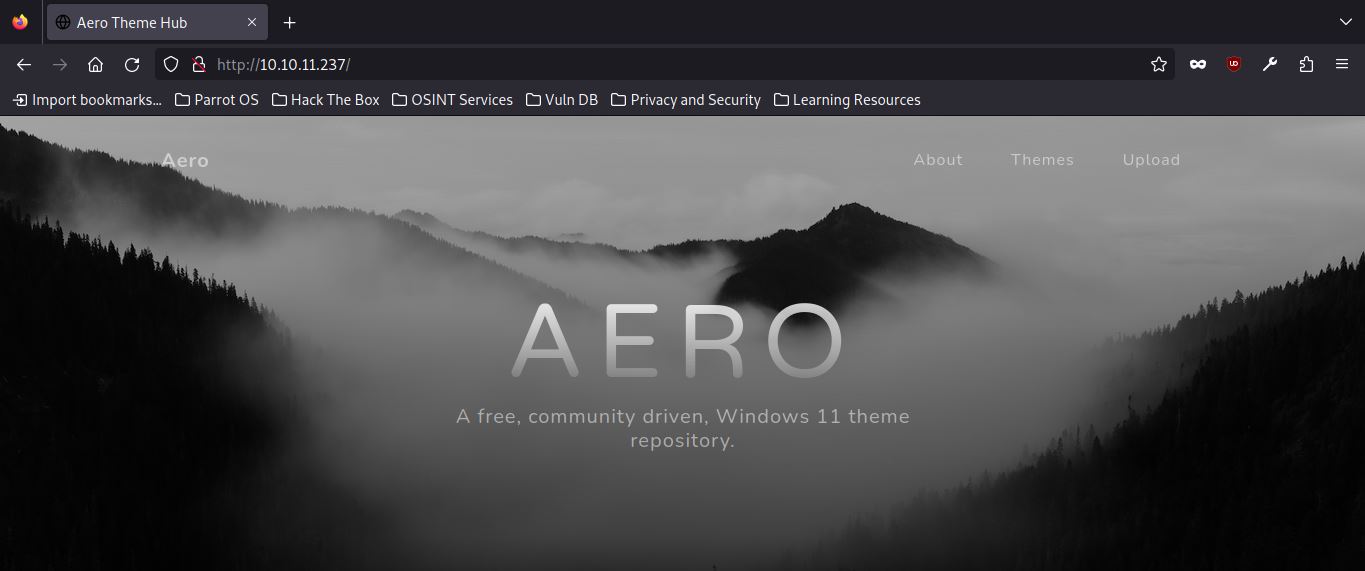 Aero Theme Hub
http://10.10.11.237/
Import bookmarks... Parrot OS Hack The Box OSINT Services Vuln DB Privacy and Security Learning Resources
Aero About Themes Upload
AERO
A free, community driven, Windows 11 theme
repository.